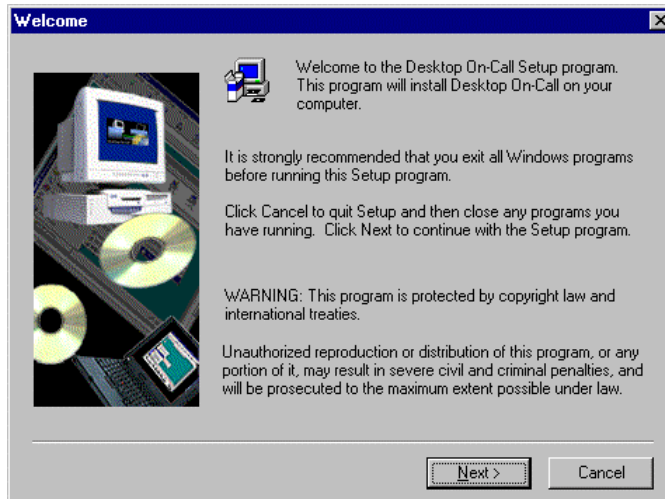 Welcome
Welcome to the Desktop On-Call Setup program.
This program will install Desktop On-Call on your
computer.
It is strongly recommended that you exit all Windows programs
before running this Setup program.
Click Cancel to quit Setup and then close any programs you
have running. Click Next to continue with the Setup program.
WARNING: This program is protected by copyright law and
international treaties.
Unauthorized reproduction or distribution of this program, or any
portion of it, may result in severe civil and criminal penalties, and
will be prosecuted to the maximum extent possible under law.
Next >
Cancel